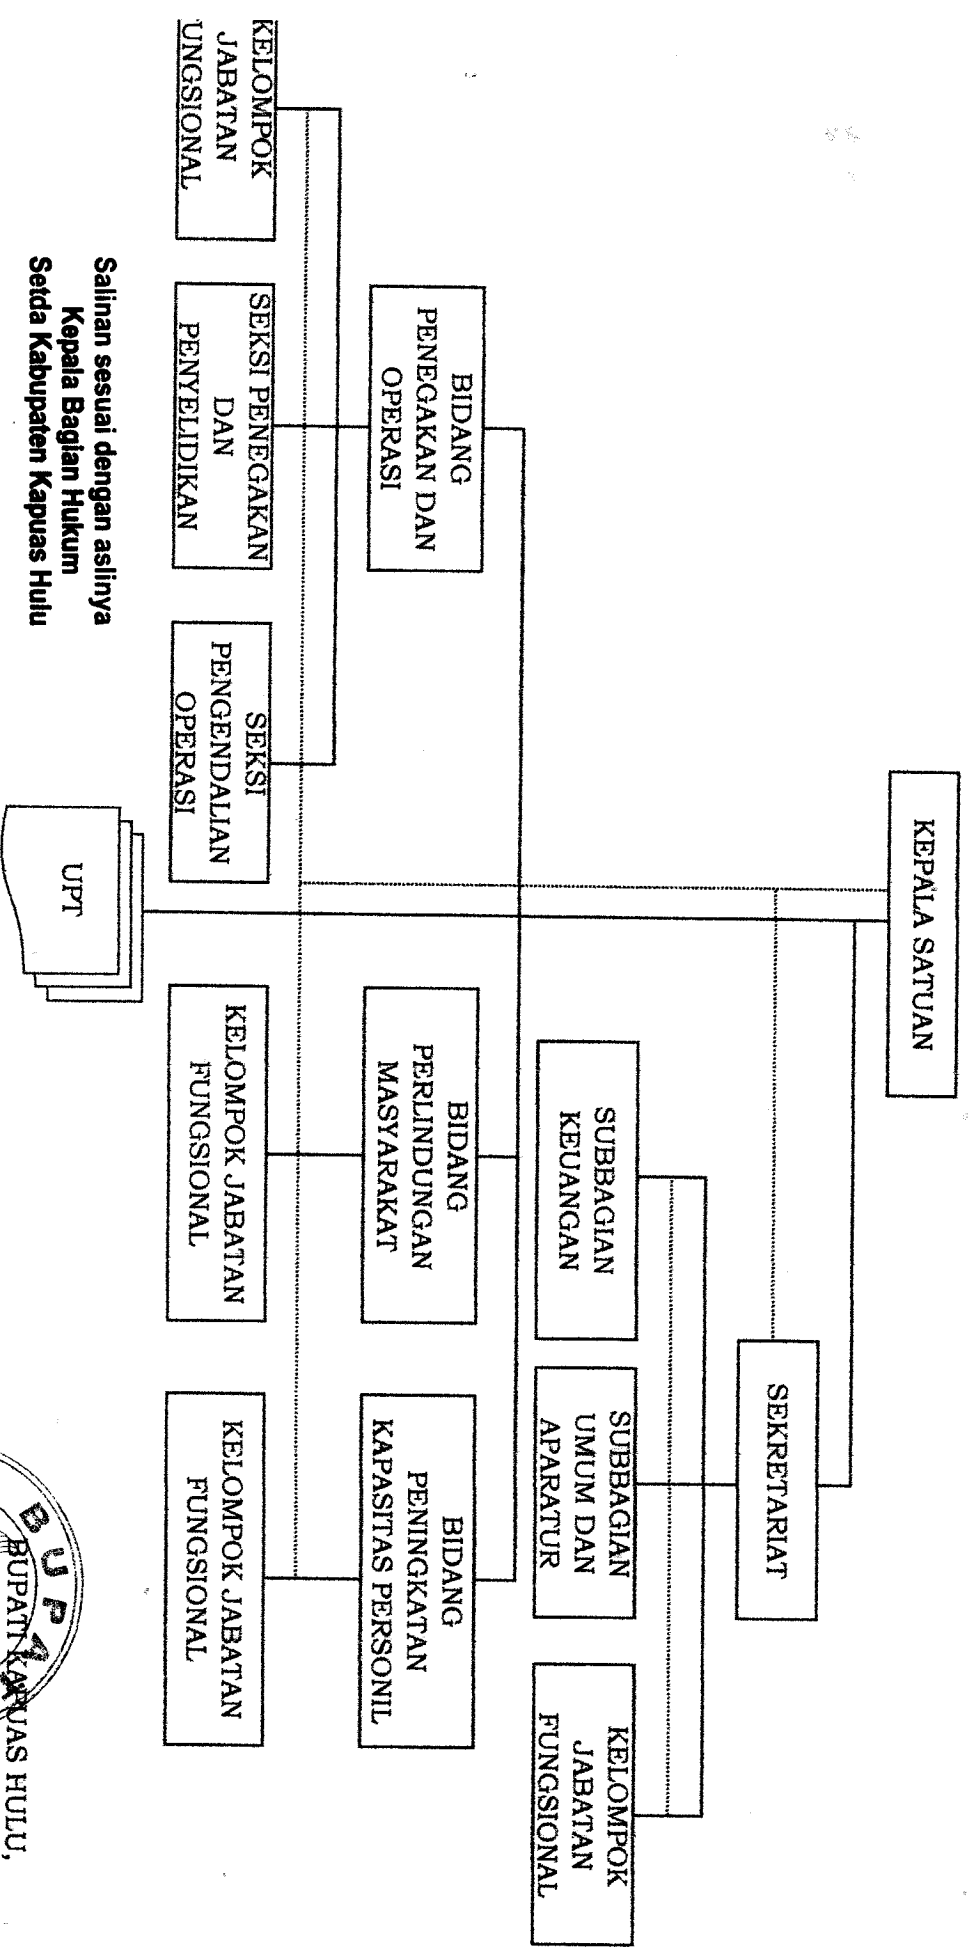 KEPALA SATUAN
SEKRETARIAT
SUBBAGIAN
KEUANGAN
SUBBAGIAN
UMUM DAN
APARATUR
KELOMPOK
JABATAN
FUNGSIONAL
BIDANG
PENEGAKAN DAN
OPERASI
BIDANG
PERLINDUNGAN
MASYARAKAT
BIDANG
PENINGKATAN
KAPASITAS PERSONIL
KELOMPOK
JABATAN
UNGSIONAL
SEKSI PENEGAKAN
DAN
PENYELIDIKAN
SEKSI
PENGENDALIAN
OPERASI
KELOMPOK JABATAN
FUNGSIONAL
KELOMPOK JABATAN
FUNGSIONAL
UPT
Salinan sesuai dengan aslinya
Kepala Bagian Hukum
Setda Kabupaten Kapuas Hulu
BUPATI KAPUAS HULU,